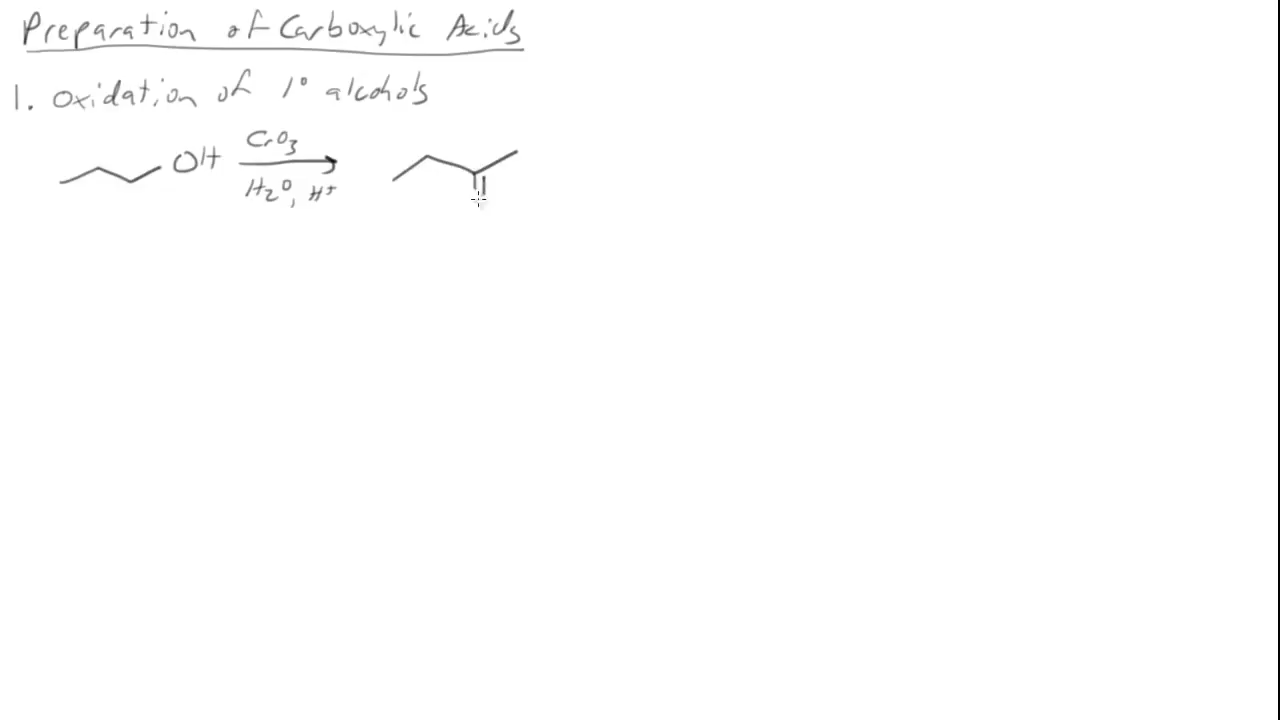 Preparation of Carboxylic Acids
1. Oxidation of 1° alcohols
OH CrO3
H2O, H+